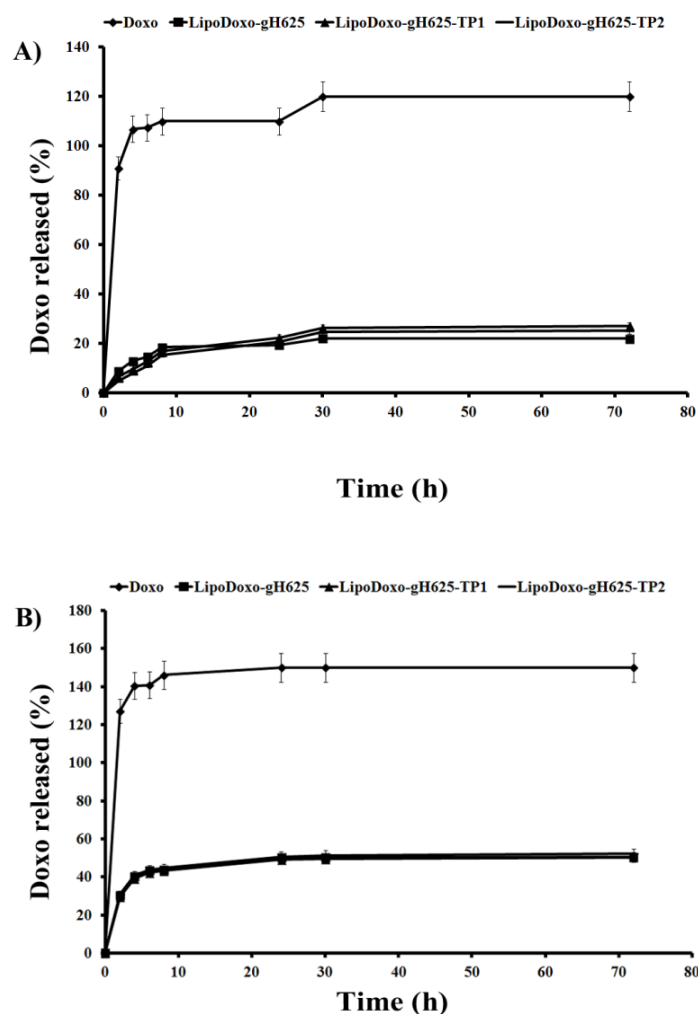 Doxo LipoDoxo-gH625 LipoDoxo-gH625-TP1 LipoDoxo-gH625-TP2
A)
140
120
100
80
60
40
20
0
Doxo released (%)
0 10 20 30 40 50 60 70 80
Time (h)
Doxo LipoDoxo-gH625 LipoDoxo-gH625-TP1 LipoDoxo-gH625-TP2
B)
180
160
140
120
100
80
60
40
20
0
Doxo released (%)
0 10 20 30 40 50 60 70 80
Time (h)